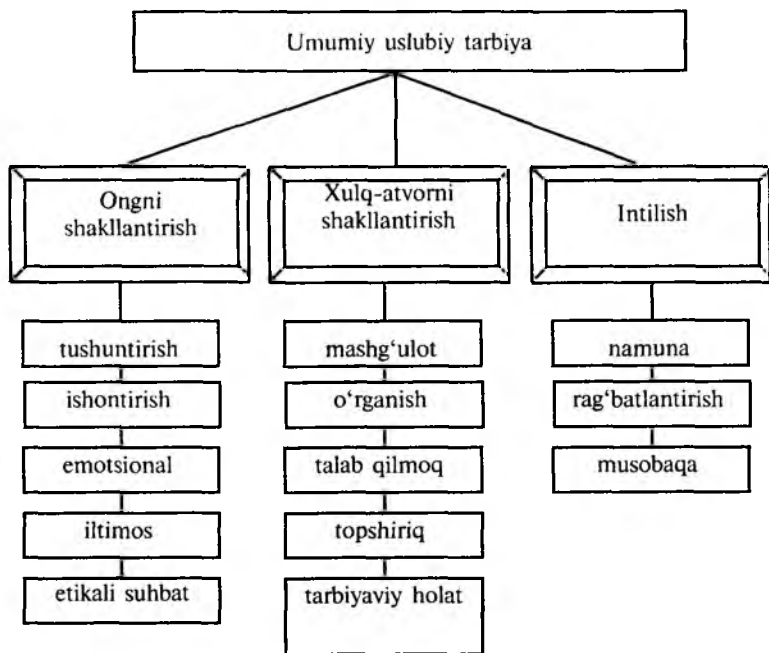 Umumiy uslubiy tarbiya
Ongni
shakllantirish
Xulq-atvorni
shakllantirish
Intilish
tushuntirish
ishontirish
emotsional
iltimos
etikali suhbat
mashg‘ulot
o‘rganish
talab qilmoq
topshiriq
tarbiyaviy holat
namuna
rag‘batlantirish
musobaqa